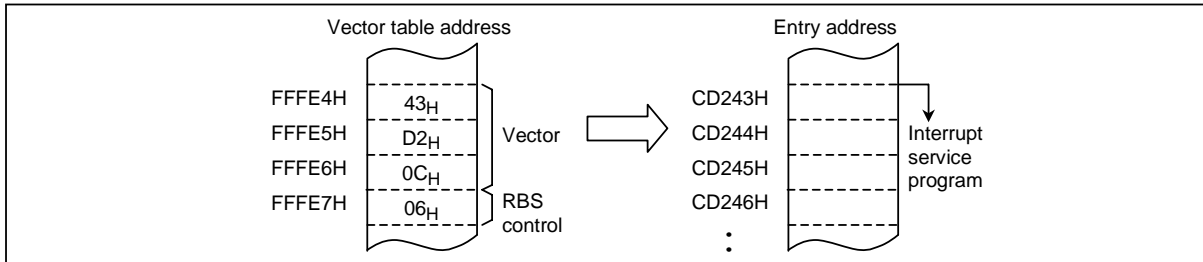 Vector table address
Entry address
FFFE4H
43H
CD243H
FFFE5H
D2H
Vector
CD244H
Interrupt
service
program
FFFE6H
0CH
CD245H
FFFE7H
06H
RBS
control
CD246H